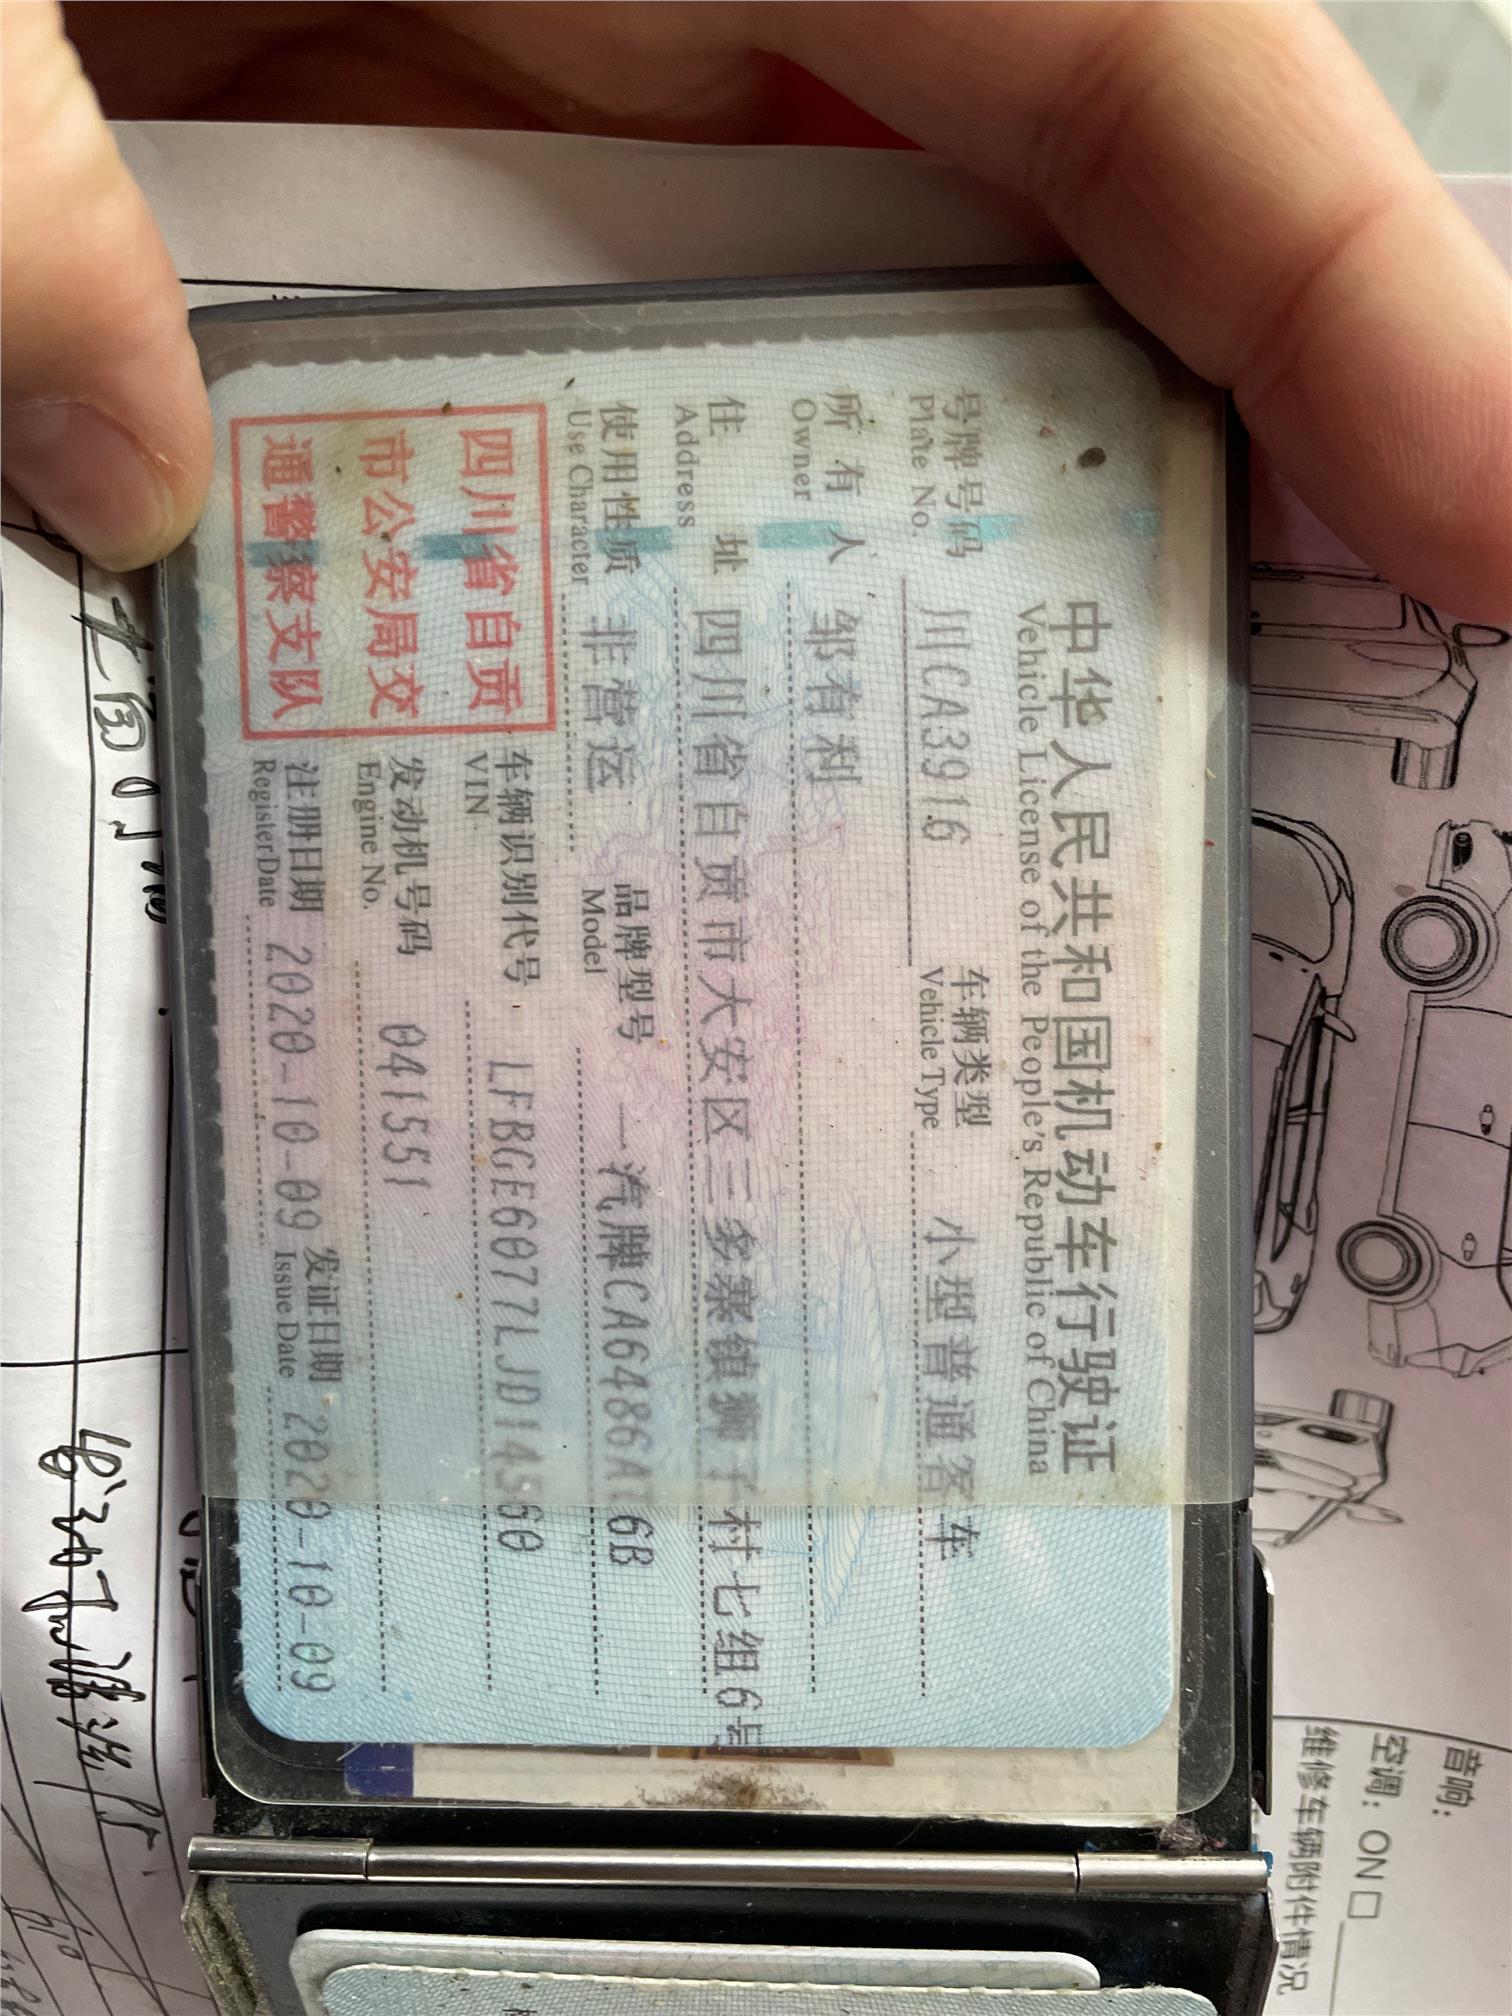 中华人民共和国机动车行驶证
Vehicle License of the People's Republic of China
号牌号码 川CA3916 车辆类型 小型普通客车
Plate No. Vehicle Type
所有人 邹有利
Owner
住址 四川省自贡市大安区三多寨镇狮子村七组6号
Address
使用性质 非营运 品牌型号 一汽牌CA6486A
Use Character Model
四川省自贡
市公安局交
通警察支队
车辆识别代号 LFBGE6077LJD14560
VIN
发动机号码 041551
Engine No.
注册日期 2020-10-09 发证日期 2020-10-09
Register Date Issue Date
音响:
空调: ON □
维修车辆附件情况